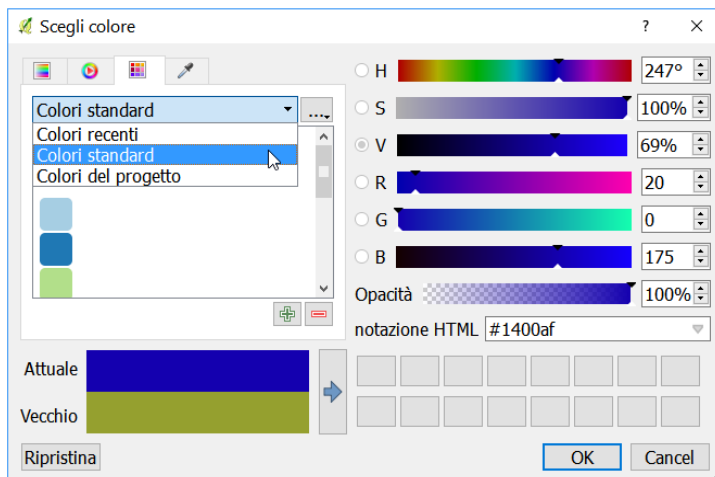 Scegli colore
?
Colori standard
...
Colori recenti
Colori standard
Colori del progetto
H 247°
S 100%
V 69%
R 20
G 0
B 175
Opacità 100%
notazione HTML #1400af
Attuale
Vecchio
Ripristina
OK
Cancel